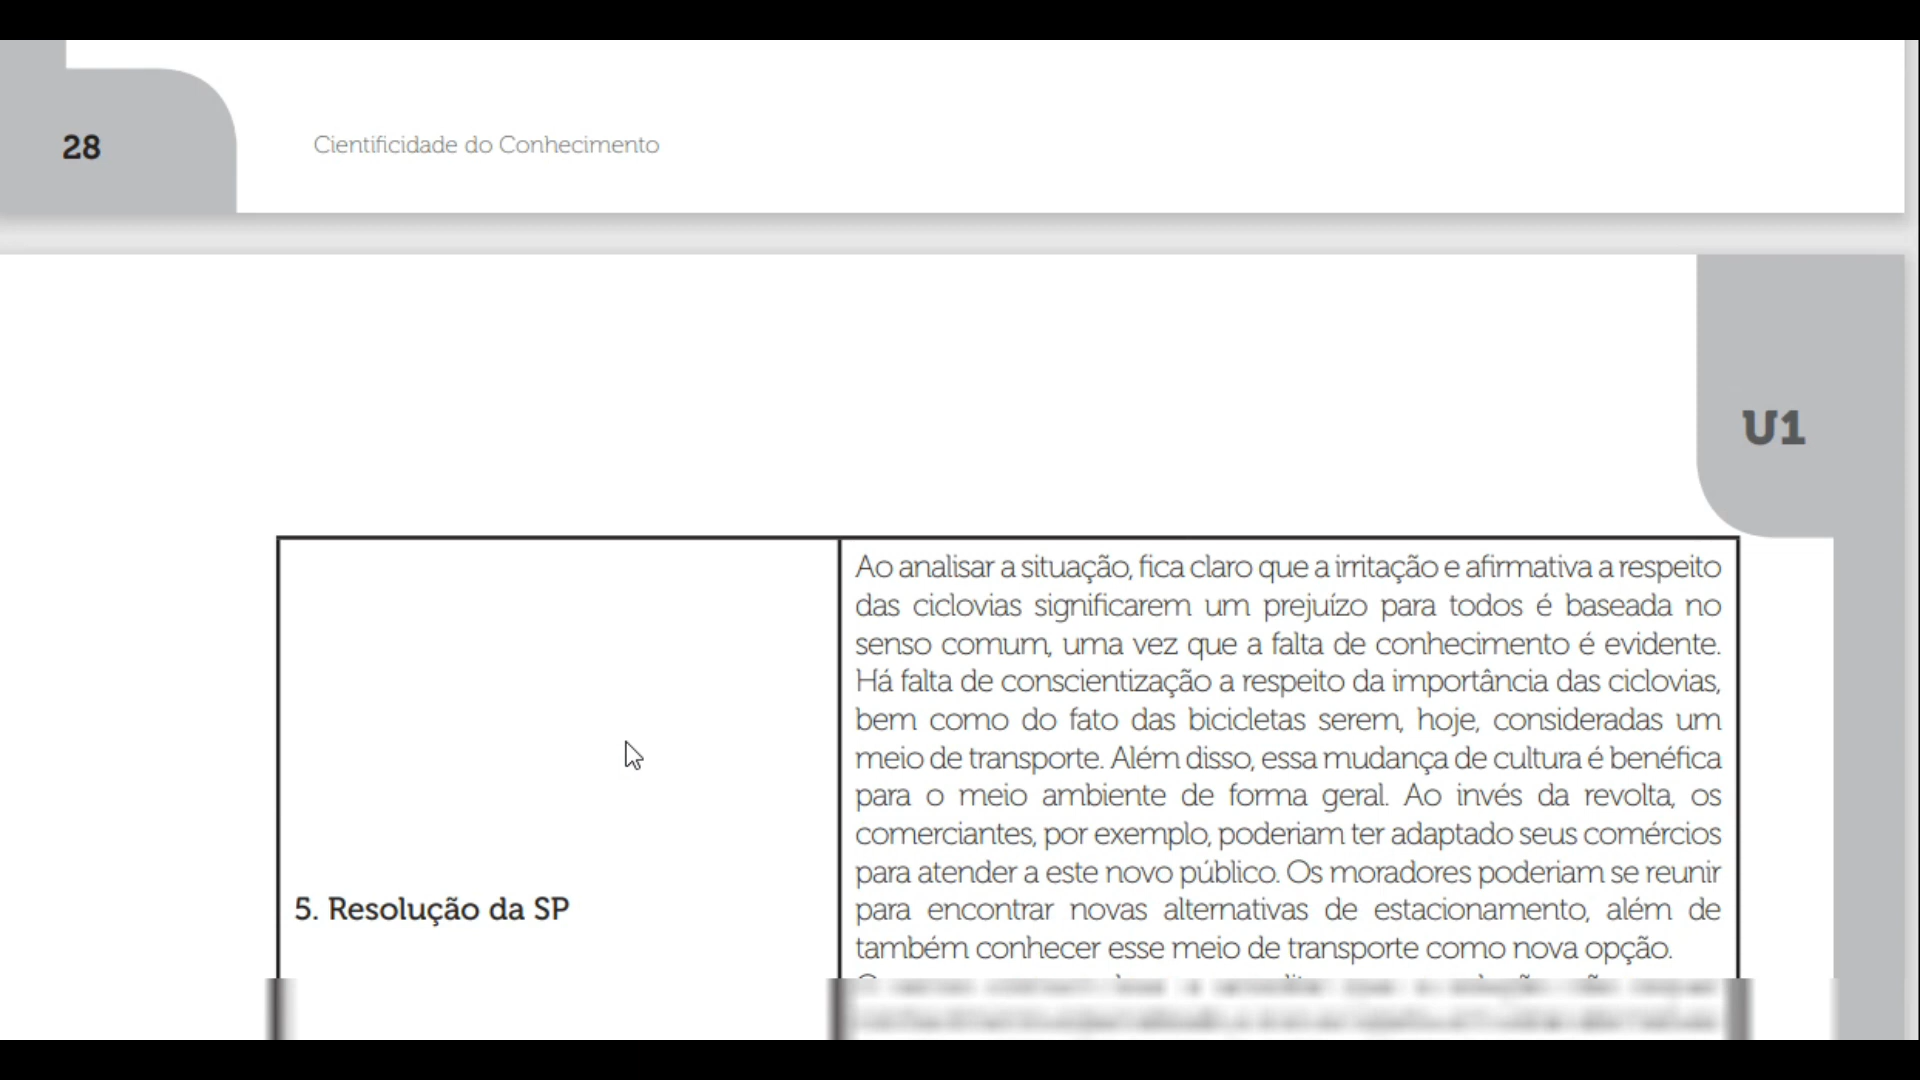 28
Cientificidade do Conhecimento
U1
Ao analisar a situação, fica claro que a irritação e afirmativa a respeito
das ciclovias significarem um prejuízo para todos é baseada no
senso comum, uma vez que a falta de conhecimento é evidente.
Há falta de conscientização a respeito da importância das ciclovias,
bem como do fato das bicicletas serem, hoje, consideradas um
meio de transporte. Além disso, essa mudança de cultura é benéfica
para o meio ambiente de forma geral. Ao invés da revolta, os
comerciantes, por exemplo, poderiam ter adaptado seus comércios
para atender a este novo público. Os moradores poderiam se reunir
para encontrar novas alternativas de estacionamento, além de
também conhecer esse meio de transporte como nova opção.
5. Resolução da SP